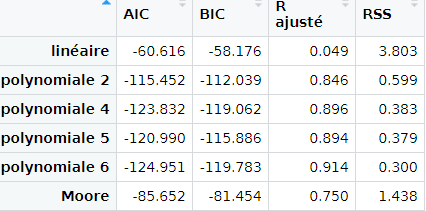 AIC BIC R ajusté RSS
linéaire -60.616 -58.176 0.049 3.803
polynomiale 2 -115.452 -112.039 0.846 0.599
polynomiale 4 -123.832 -119.062 0.896 0.383
polynomiale 5 -120.990 -115.886 0.894 0.379
polynomiale 6 -124.951 -119.783 0.914 0.300
Moore -85.652 -81.454 0.750 1.438